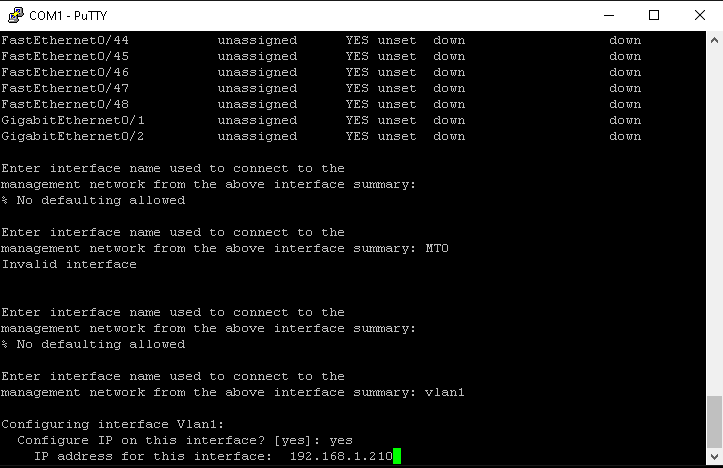 COM1 - PuTTY
FastEthernet0/44 unassigned YES unset down down
FastEthernet0/45 unassigned YES unset down down
FastEthernet0/46 unassigned YES unset down down
FastEthernet0/47 unassigned YES unset down down
FastEthernet0/48 unassigned YES unset down down
GigabitEthernet0/1 unassigned YES unset down down
GigabitEthernet0/2 unassigned YES unset down down
Enter interface name used to connect to the
management network from the above interface summary:
% No defaulting allowed
Enter interface name used to connect to the
management network from the above interface summary: MTO
Invalid interface
Enter interface name used to connect to the
management network from the above interface summary:
% No defaulting allowed
Enter interface name used to connect to the
management network from the above interface summary: vlan1
Configuring interface Vlan1:
Configure IP on this interface? [yes]: yes
IP address for this interface: 192.168.1.210